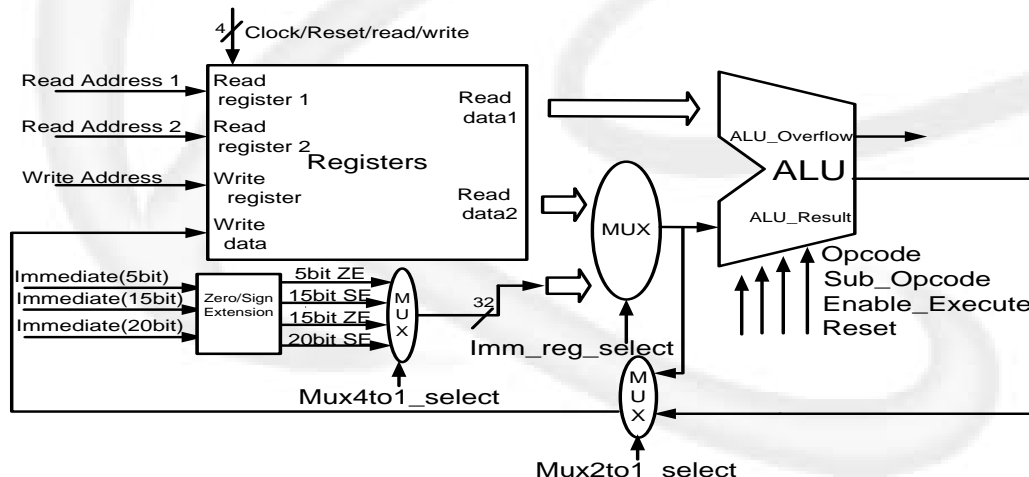 4
Clock/Reset/read/write
Read Address 1
Read
register 1
Read
data1
Read Address 2
Read
register 2
Registers
ALU_Overflow
ALU
Write Address
Write
register
Read
data2
ALU_Result
Write
data
MUX
Immediate(5bit)
Immediate(15bit)
Immediate(20bit)
Zero/Sign
Extension
5bit ZE
15bit SE
15bit ZE
20bit SE
M
U
X
32
Opcode
Sub_Opcode
Enable_Execute
Reset
Imm_reg_select
Mux4to1_select
M
U
X
Mux2to1_select